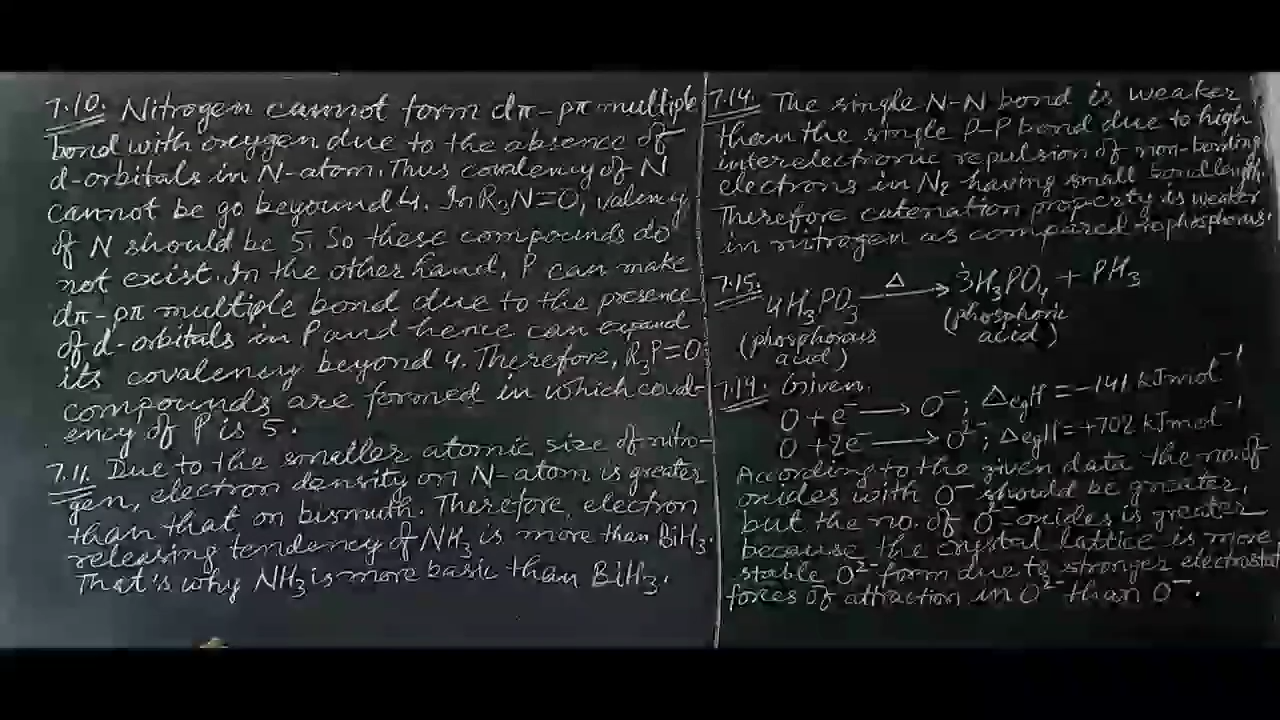 7.10. Nitrogen cannot form dπ-pπ multiple
bond with oxygen due to the absence of
d-orbitals in N-atom. Thus covalency of N
cannot be go beyound 4. In R3N=O, valency
of N should be 5. So these compounds do
not exist. In the other hand, P can make
dπ-pπ multiple bond due to the presence
of d-orbitals in P and hence can expand
its covalency beyond 4. Therefore, R3P=O
compounds are formed in which coval-
ency of P is 5.
7.11. Due to the smaller atomic size of nitro-
gen, electron density on N-atom is greater
than that on bismuth. Therefore, electron
releasing tendency of NH3 is more than BiH3.
That's why NH3 is more basic than BiH3.
7.14. The single N-N bond is weaker
than the single P-P bond due to high
interelectronic repulsion of non-bonding
electrons in N2 having small bond length.
Therefore catenation property is weaker
in nitrogen as compared to phosphorus.
7.15. 4H3PO3 —Δ→ 3H3PO4 + PH3
(phosphorous acid) (phosphoric acid)
7.19. Given.
O + e⁻ → O⁻; ΔegH = -141 kJmol⁻¹
O + 2e⁻ → O²⁻; ΔegH = +702 kJmol⁻¹
According to the given data the no. of
oxides with O⁻ should be greater,
but the no. of O²⁻ oxides is greater
because the crystal lattice is more
stable O²⁻ form due to stronger electrostat
forces of attraction in O²⁻ than O⁻.